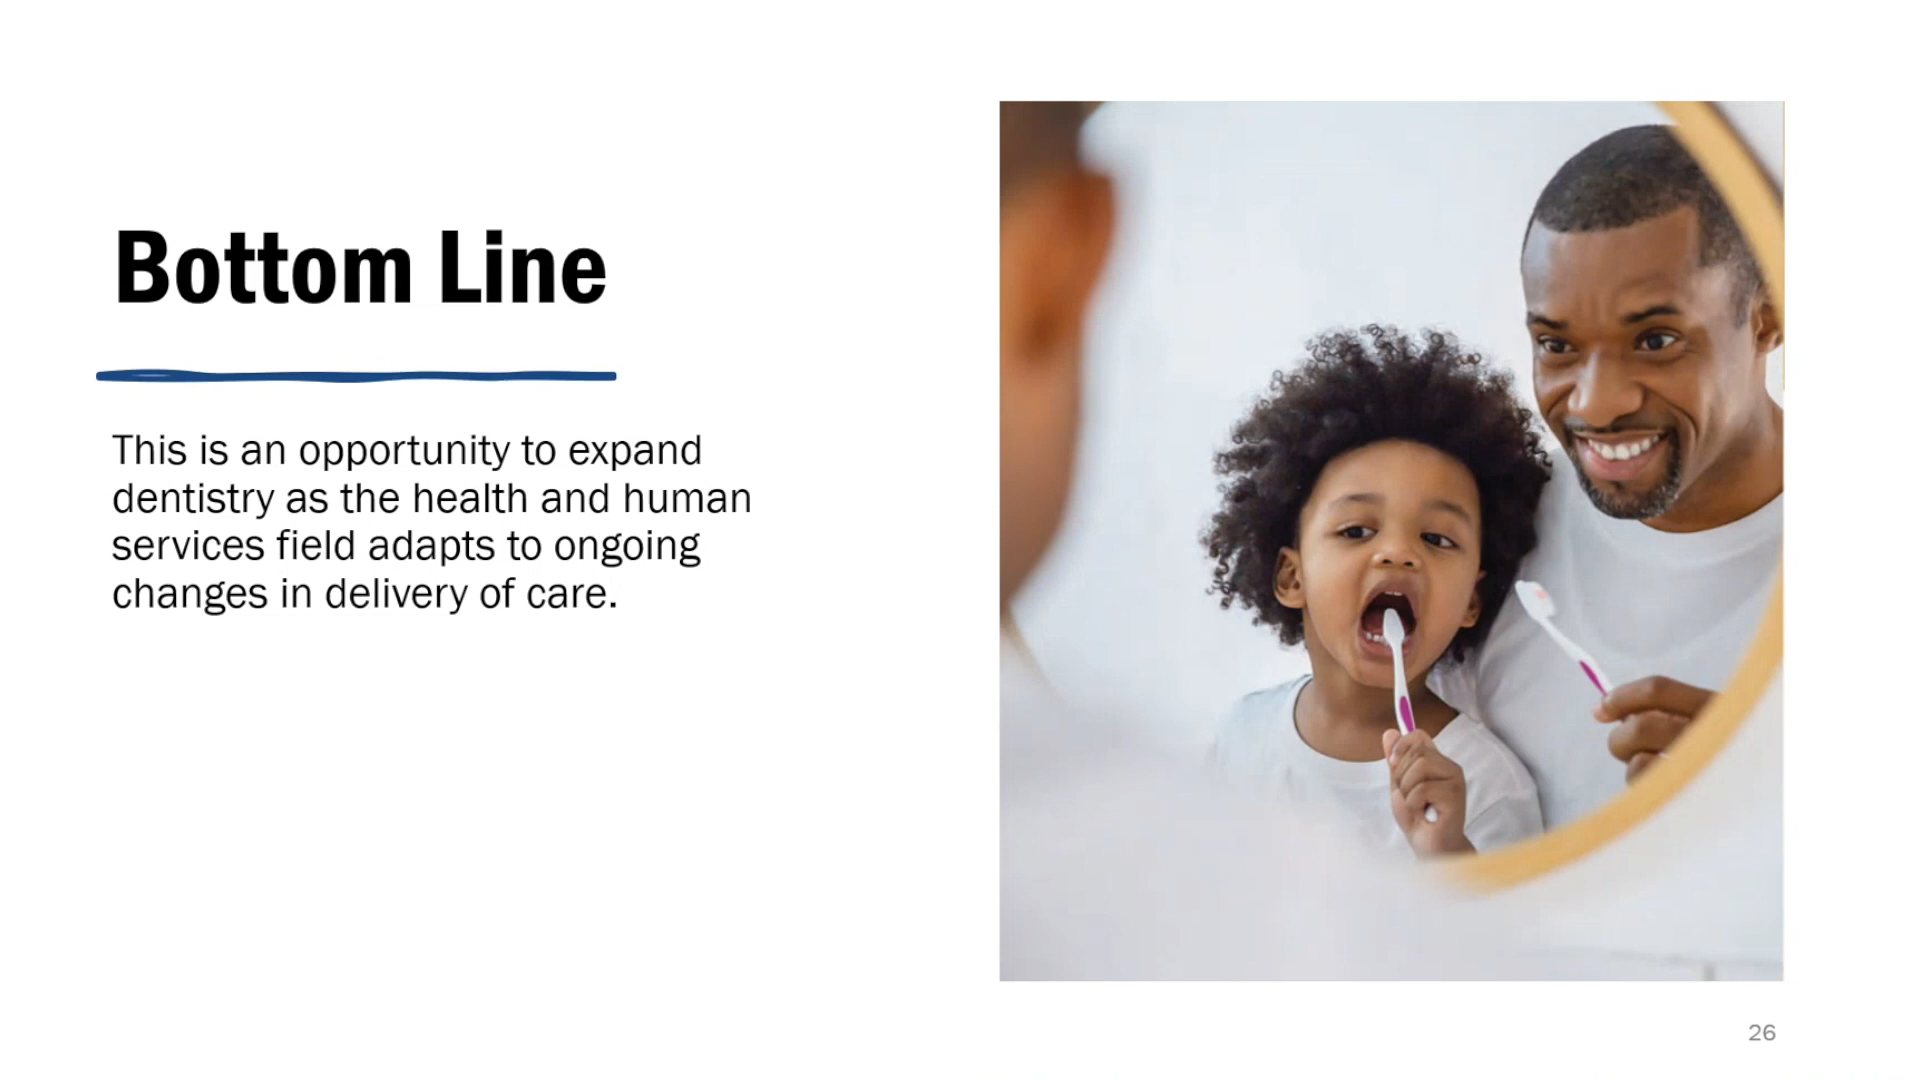 Bottom Line
This is an opportunity to expand
dentistry as the health and human
services field adapts to ongoing
changes in delivery of care.
26